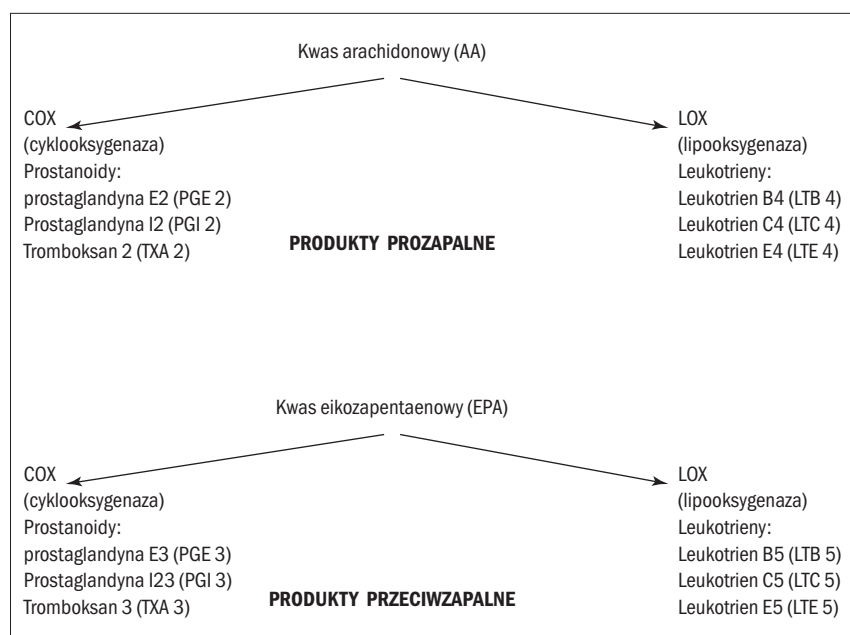 Kwas arachidonowy (AA)
COX
(cyklooksygenaza)
Prostanoidy:
prostaglandyna E2 (PGE 2)
Prostaglandyna I2 (PGI 2)
Tromboksan 2 (TXA 2)
PRODUKTY PROZAPALNE
LOX
(lipooksygenaza)
Leukotrieny:
Leukotrien B4 (LTB 4)
Leukotrien C4 (LTC 4)
Leukotrien E4 (LTE 4)
Kwas eikozapentaenowy (EPA)
COX
(cyklooksygenaza)
Prostanoidy:
prostaglandyna E3 (PGE 3)
Prostaglandyna I23 (PGI 3)
Tromboksan 3 (TXA 3)
PRODUKTY PRZECIWZAPALNE
LOX
(lipooksygenaza)
Leukotrieny:
Leukotrien B5 (LTB 5)
Leukotrien C5 (LTC 5)
Leukotrien E5 (LTE 5)